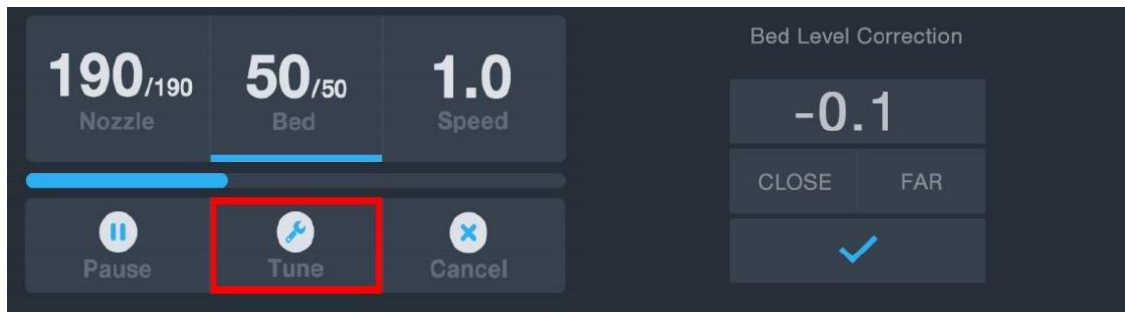 190/190 50/50 1.0
Nozzle Bed Speed
Pause Tune Cancel
Bed Level Correction
-0.1
CLOSE FAR